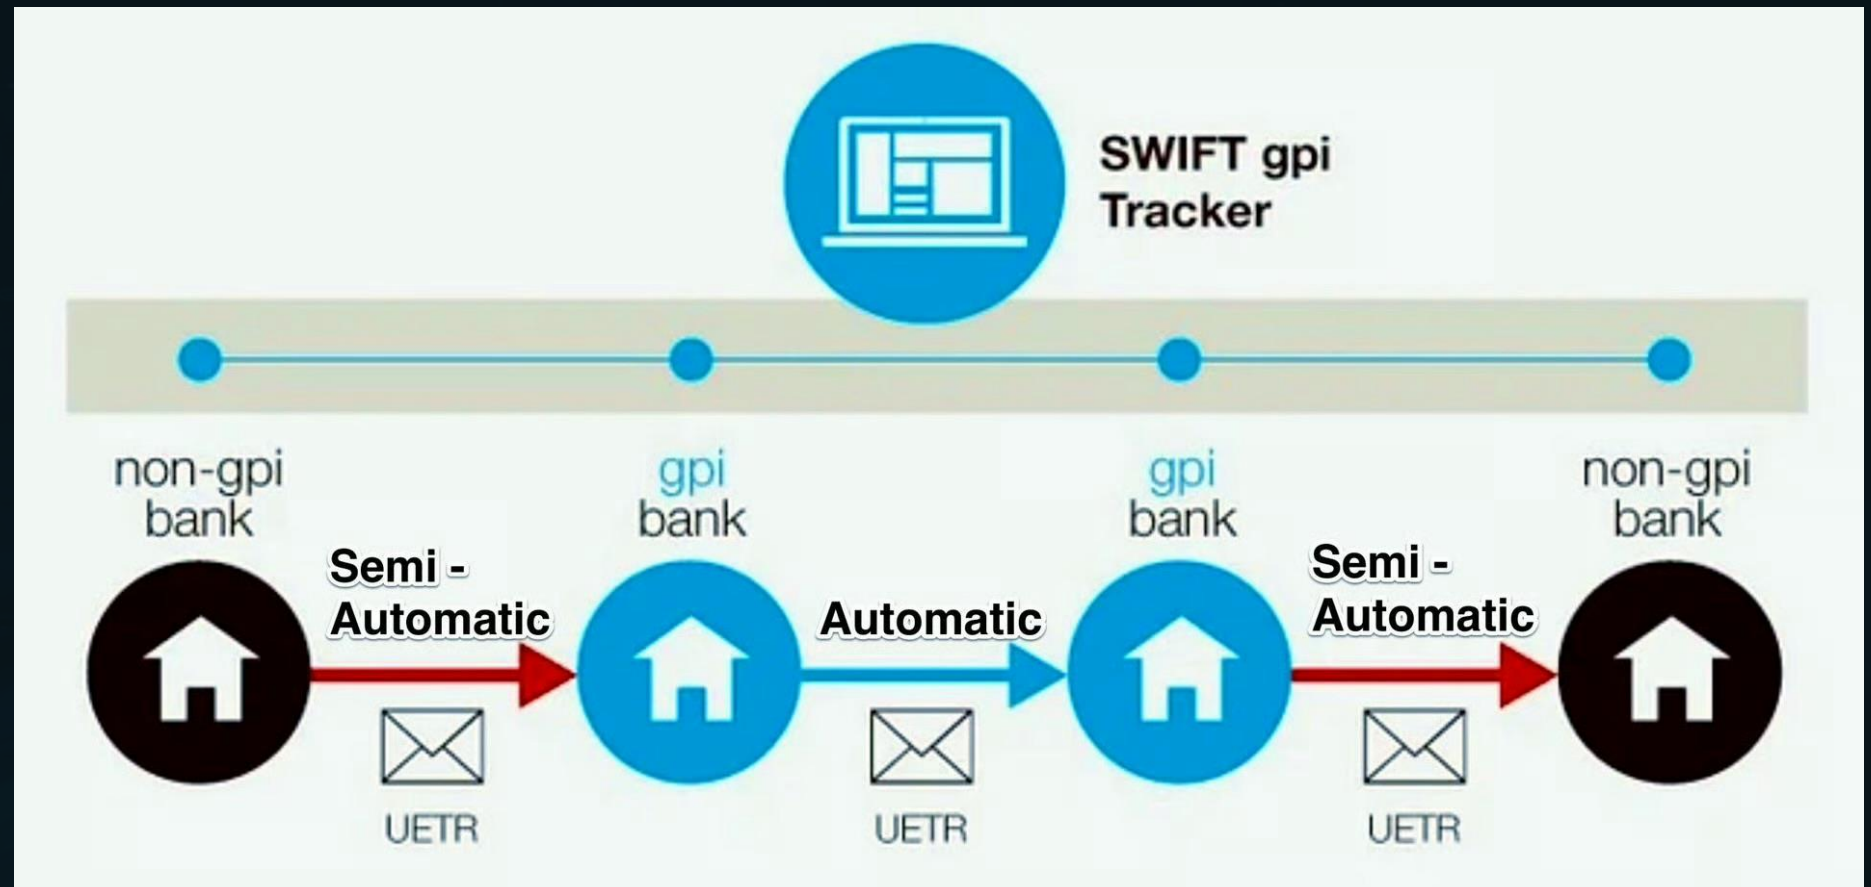 SWIFT gpi
Tracker
non-gpi
bank
gpi
bank
gpi
bank
non-gpi
bank
Semi -
Automatic
Automatic
Semi -
Automatic
UETR
UETR
UETR